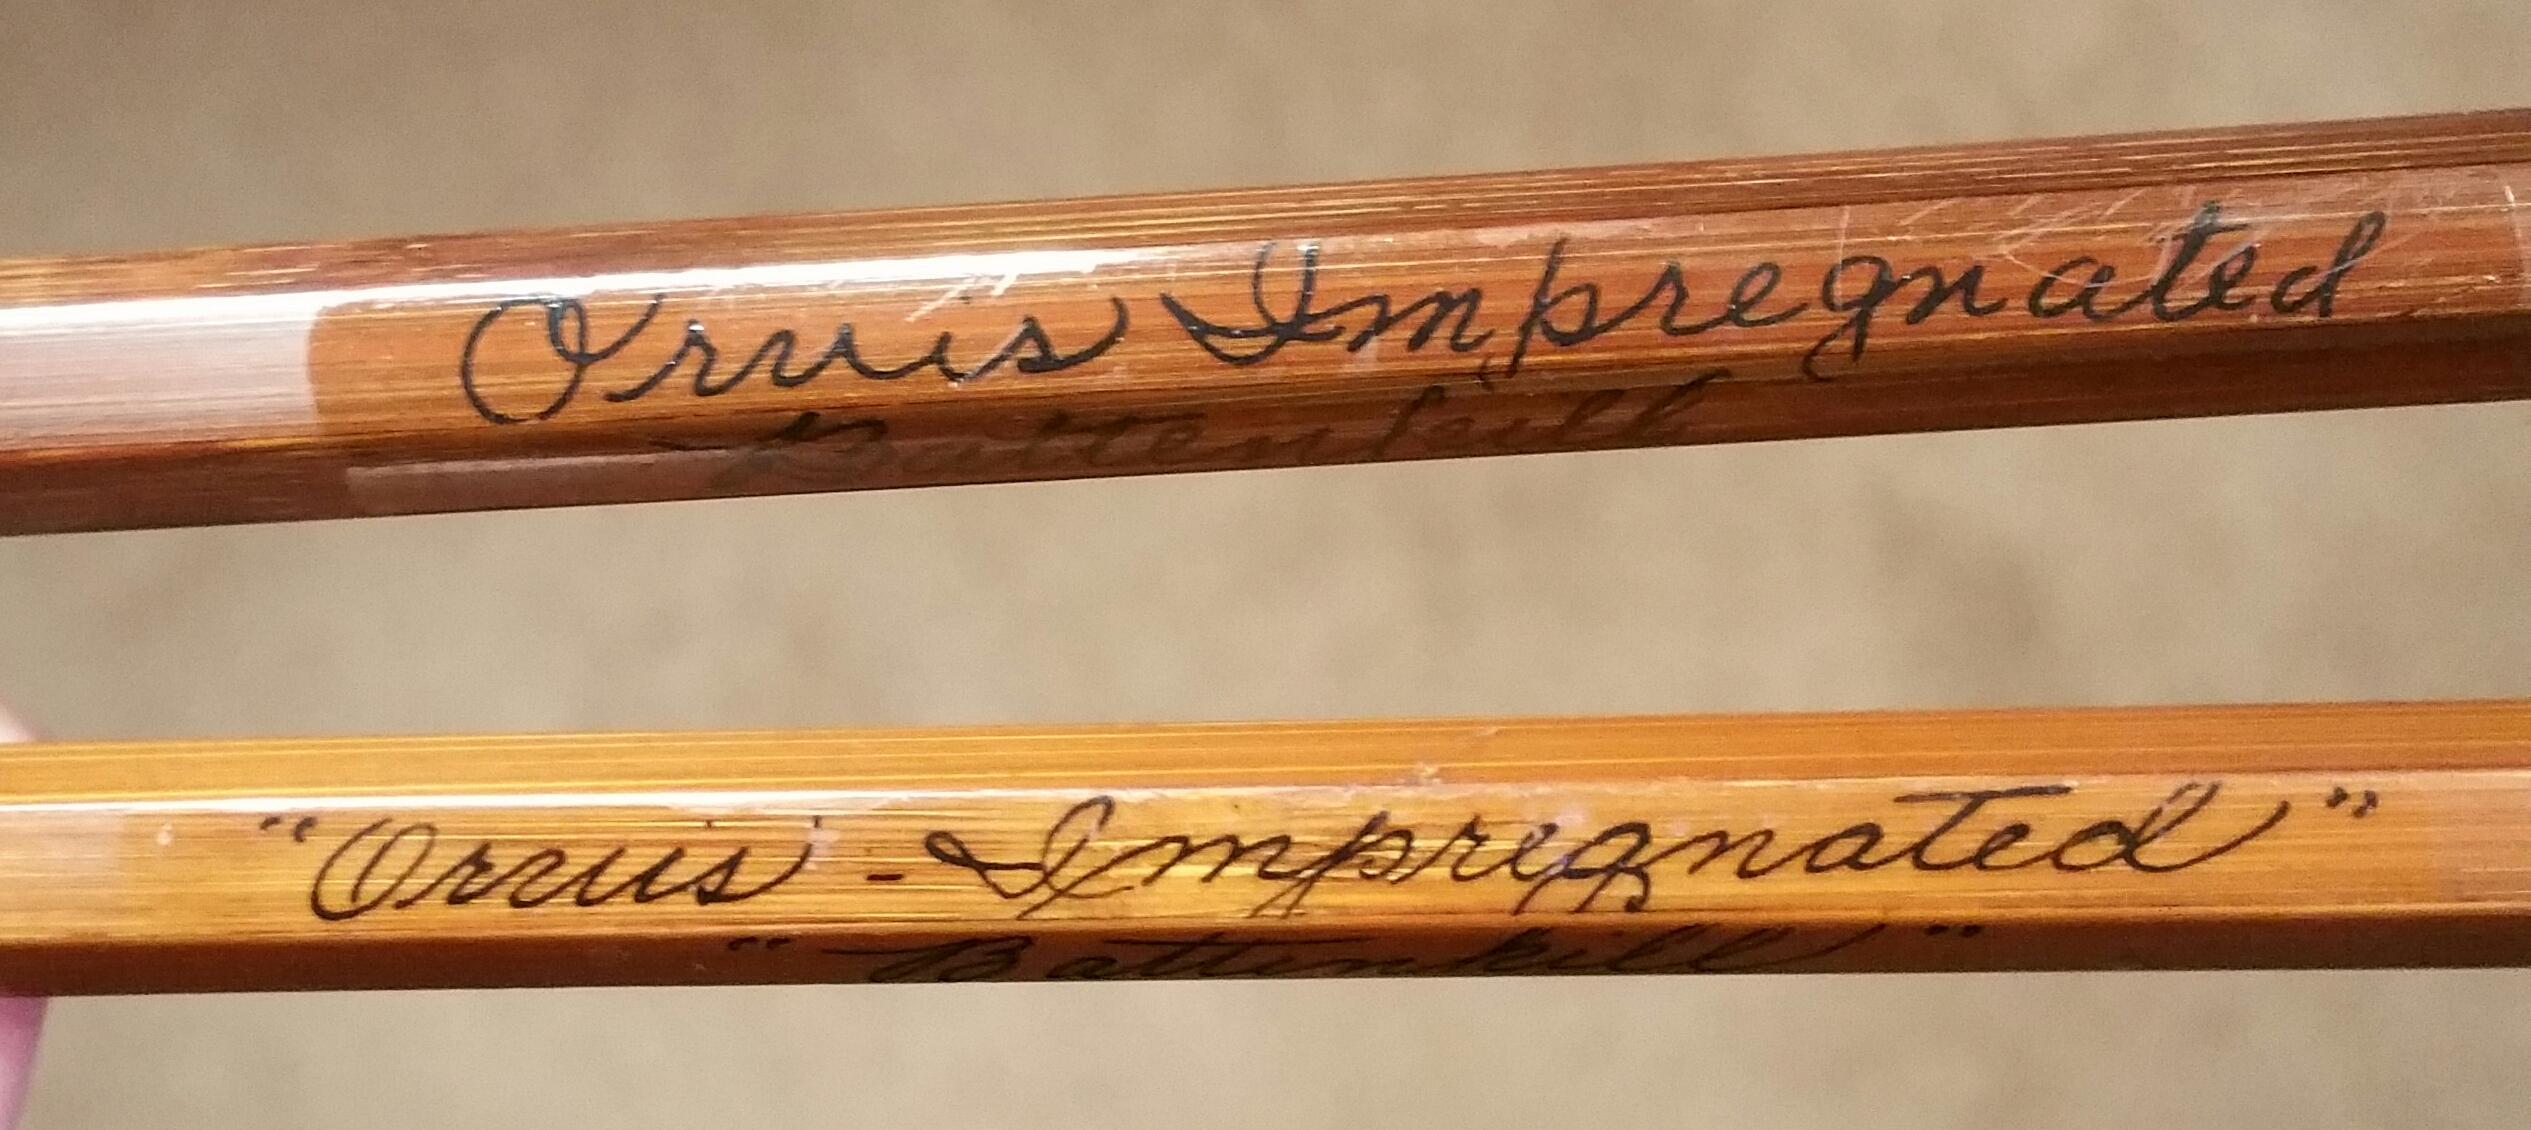 Orvis Impregnated
Battenkill
"Orvis - Impregnated"
"Battenkill"